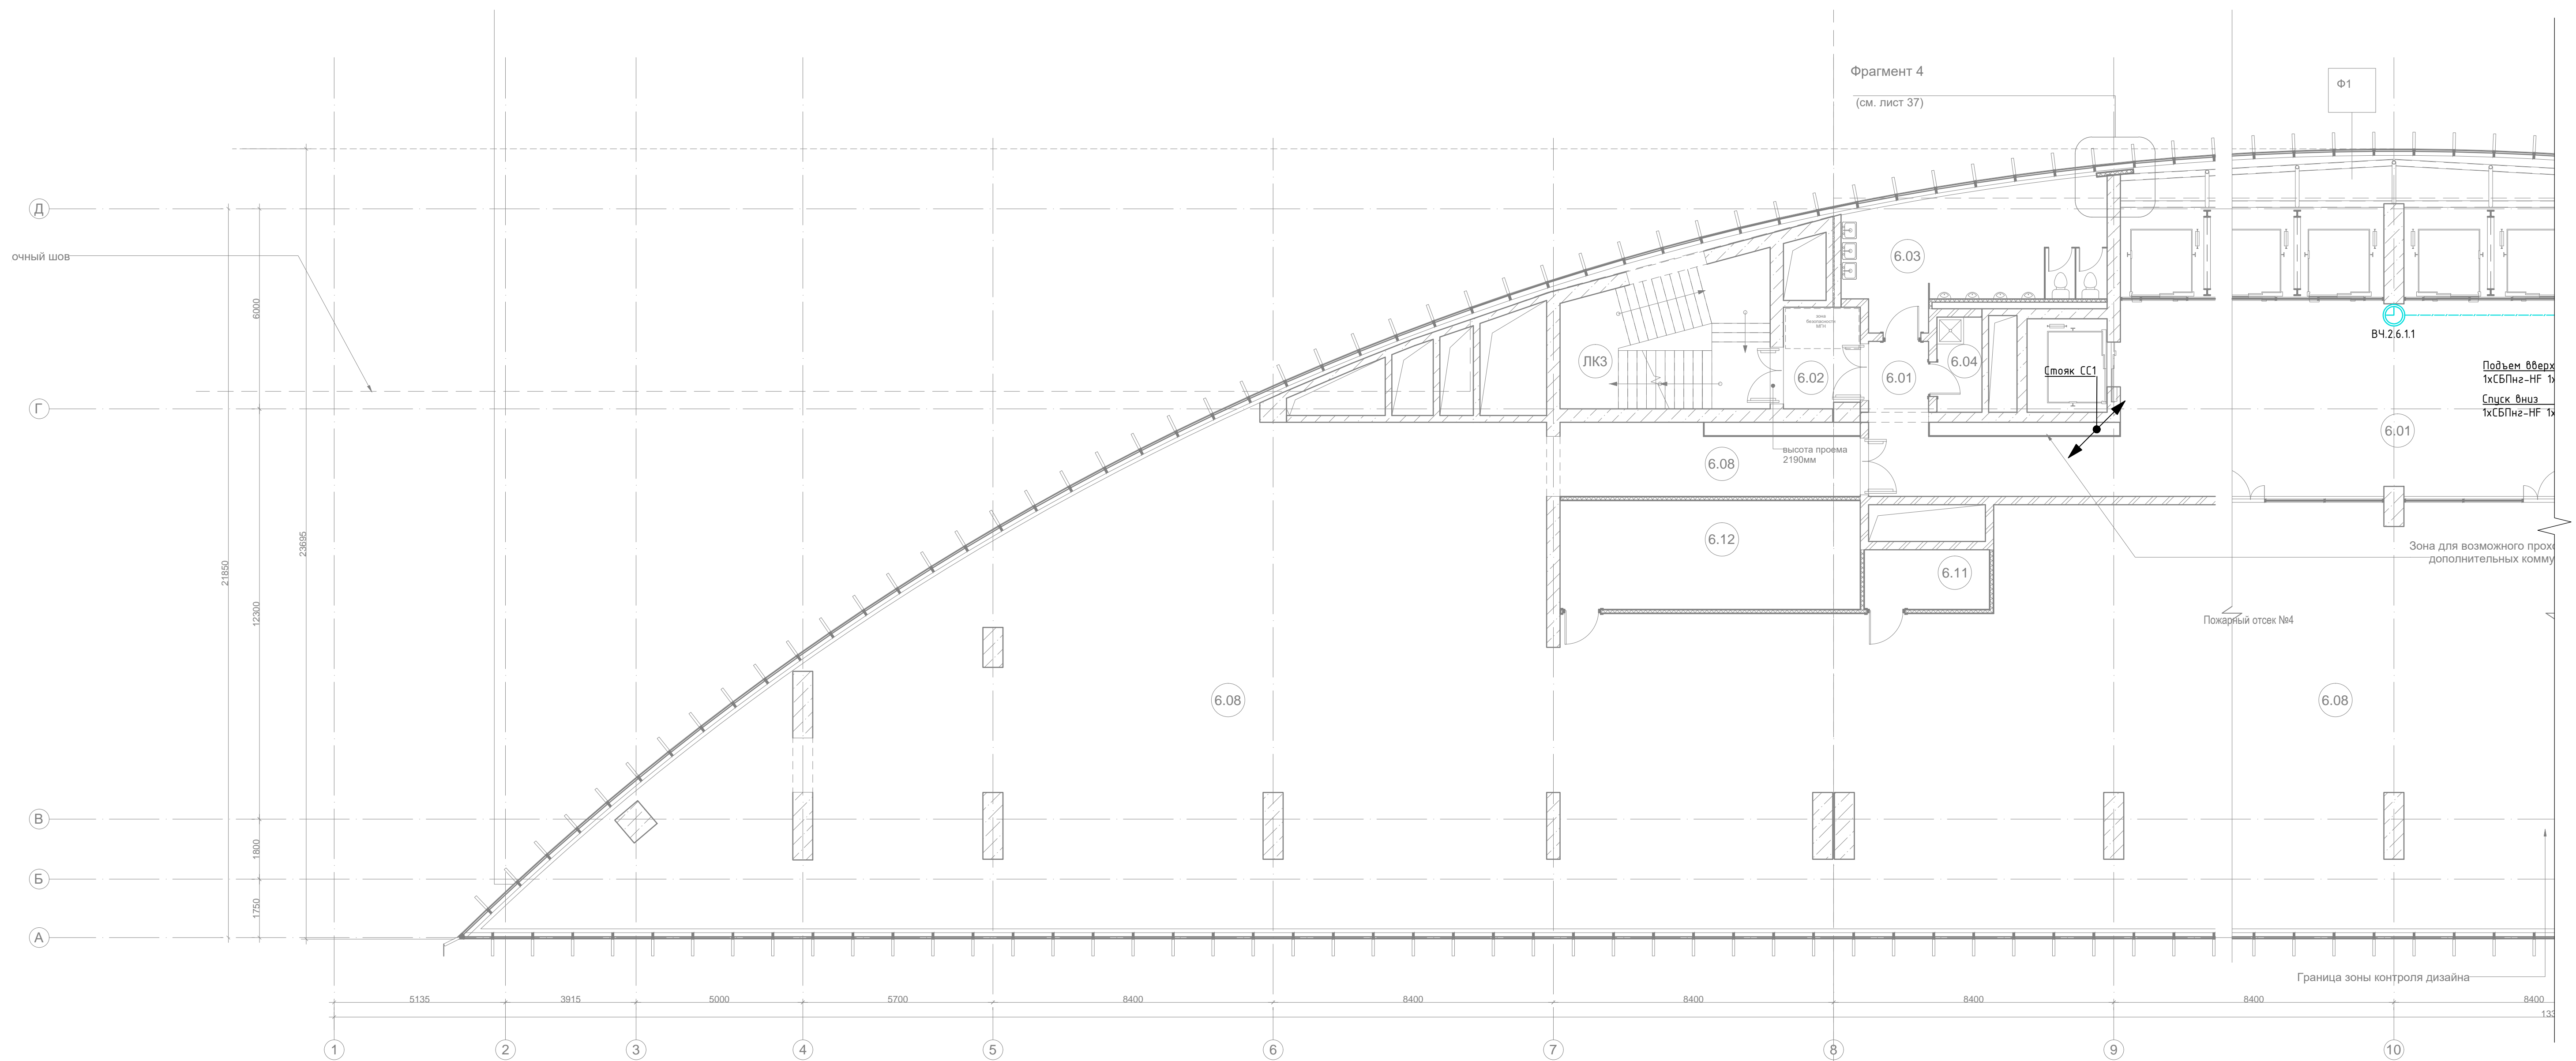 Фрагмент 4
(см. лист 37)
Ф1
Д
очный шов
6.03
6000
зона
безопасности
МГН
ВЧ.2.6.1.1
ЛК3
6.02
6.01
6.04
Стояк СС1
Подъем вверх
1хСБПнг-HF 1х
Спуск вниз
1хСБПнг-HF 1х
Г
6.01
высота проема
2190мм
6.08
6.12
6.11
23695
21850
12300
Зона для возможного прохо
дополнительных комму
Пожарный отсек №4
6.08
6.08
В
1800
Б
1750
А
Граница зоны контроля дизайна
5135
3915
5000
5700
8400
8400
8400
8400
8400
8400
133
1
2
3
4
5
6
7
8
9
10